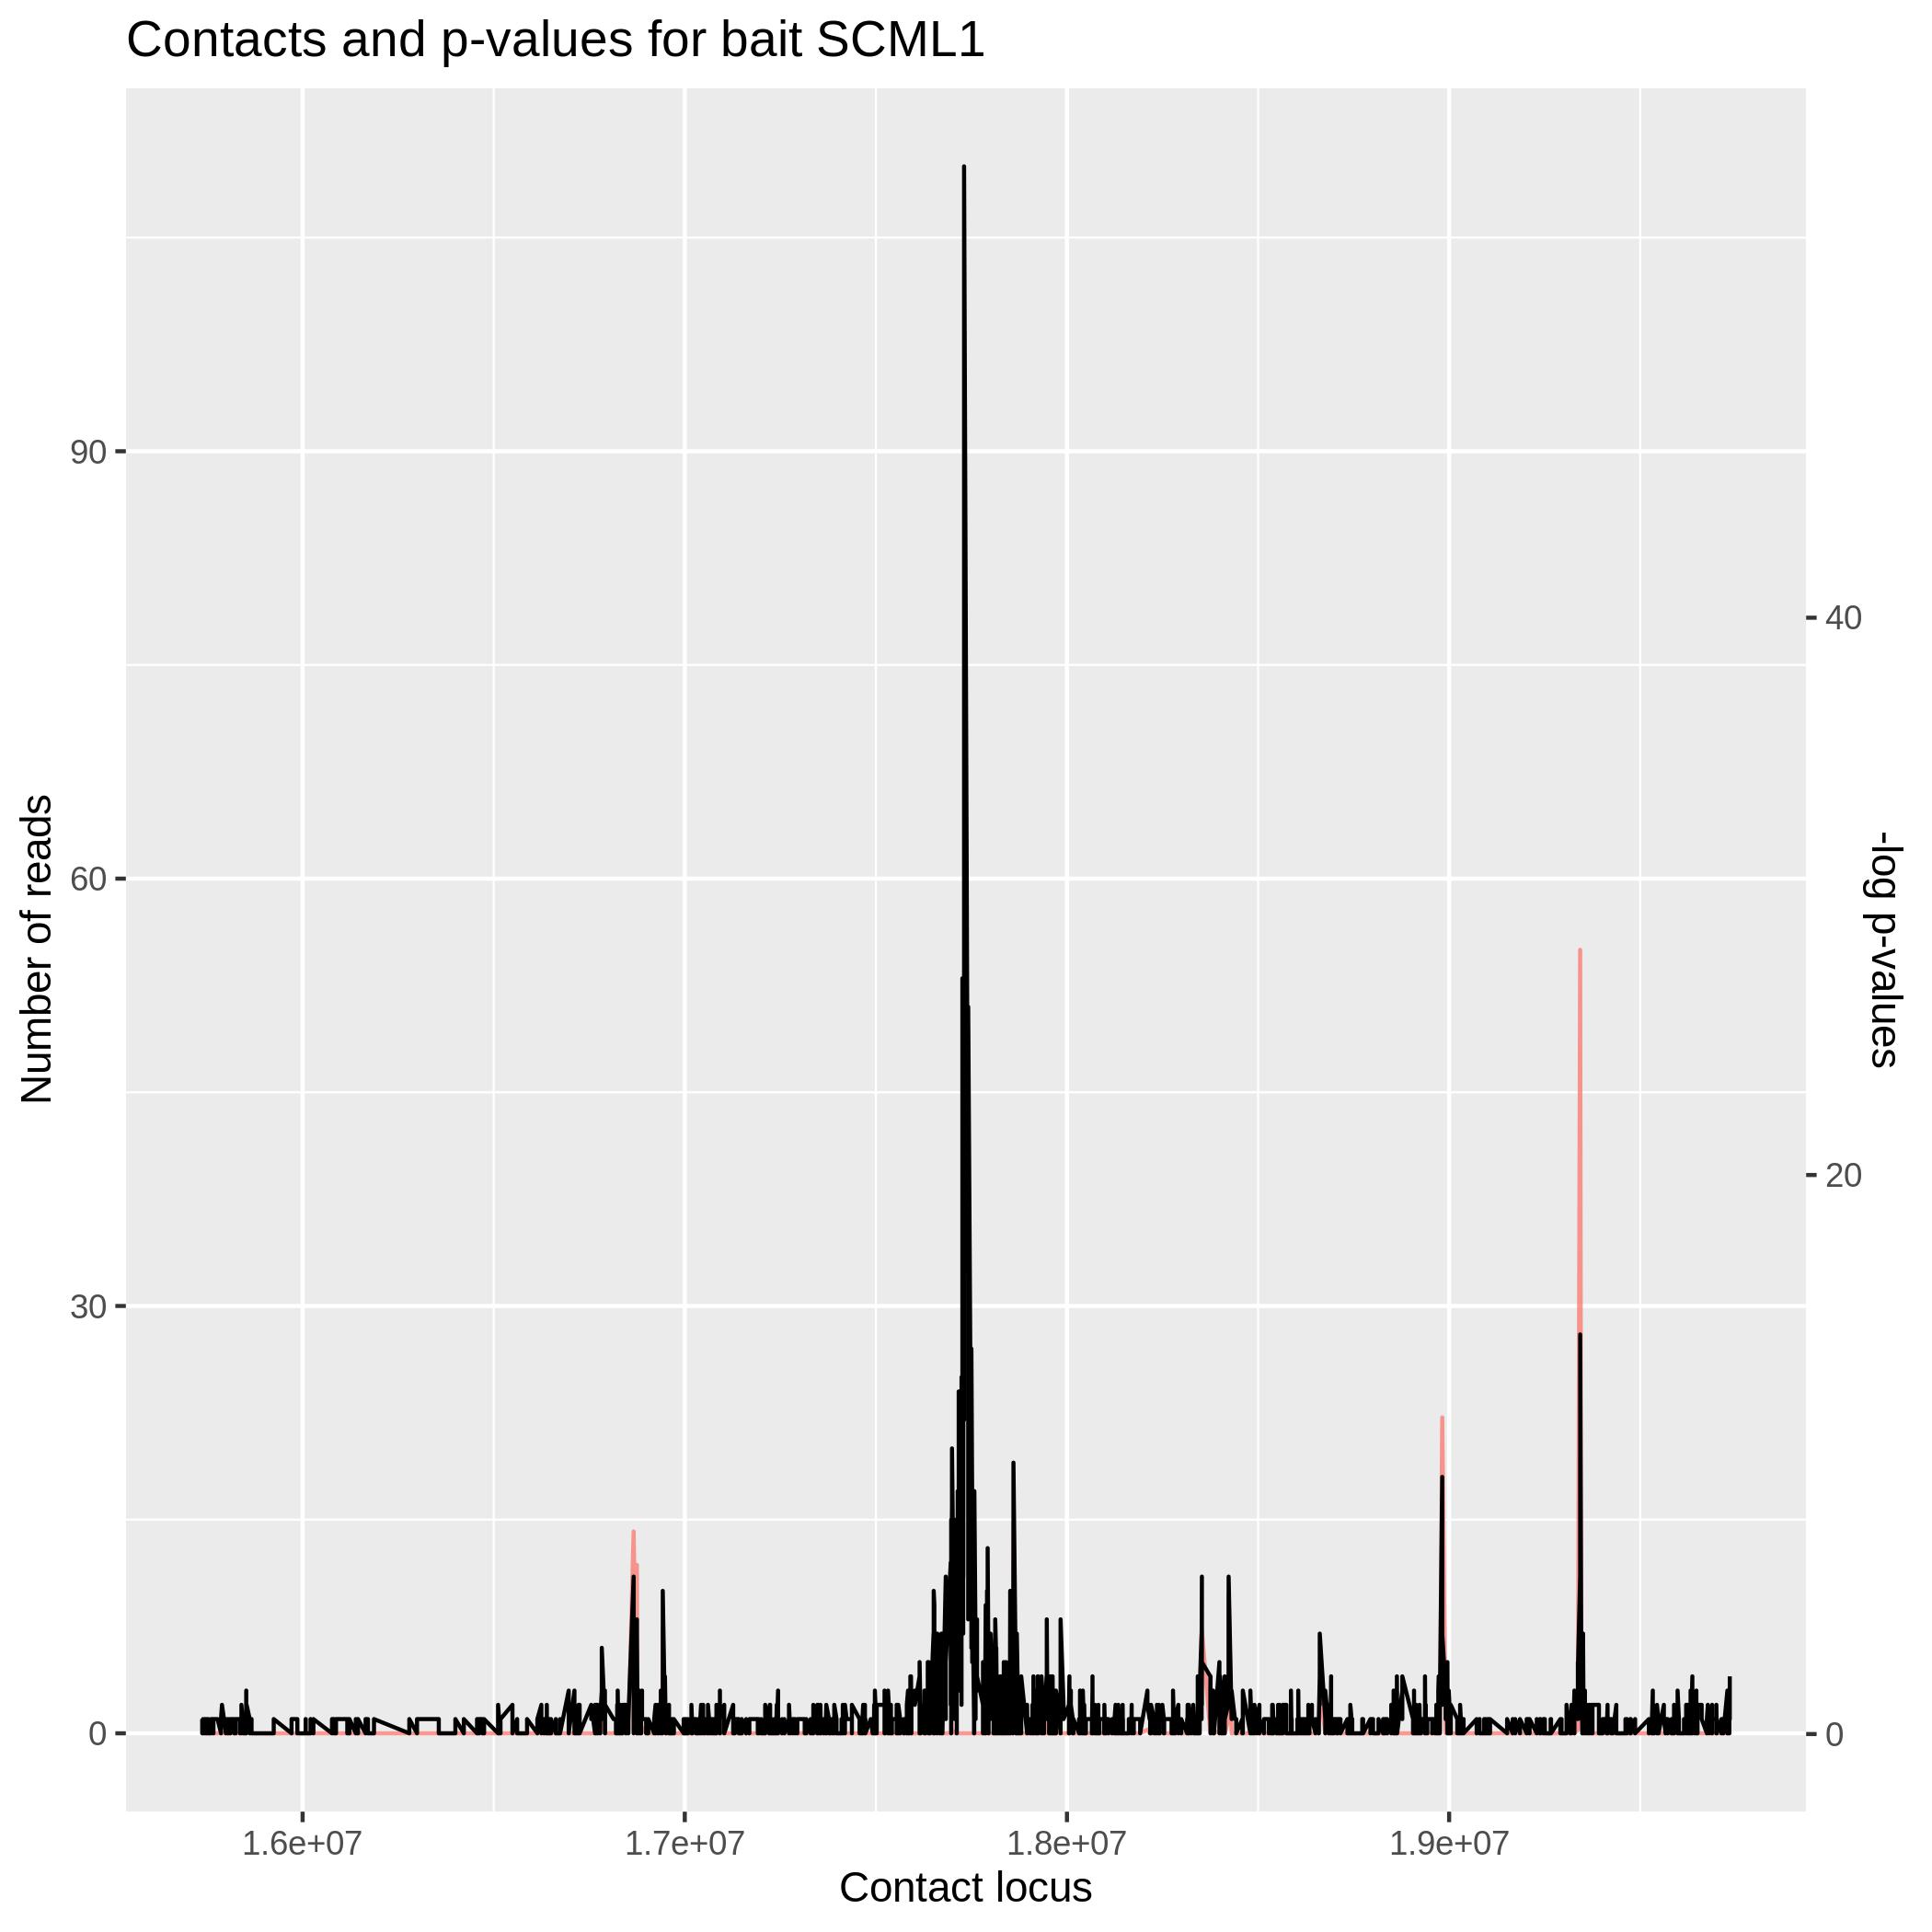 Contacts and p-values for bait SCML1
Number of reads
90
60
30
0
40
20
0
-log p-values
1.6e+07
1.7e+07
1.8e+07
1.9e+07
Contact locus